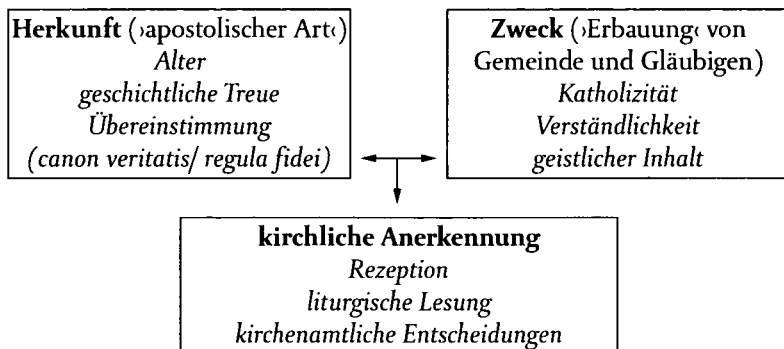 Herkunft (›apostolischer Art‹)
Alter
geschichtliche Treue
Übereinstimmung
(canon veritatis/ regula fidei)
Zweck (›Erbauung‹ von
Gemeinde und Gläubigen)
Katholizität
Verständlichkeit
geistlicher Inhalt
kirchliche Anerkennung
Rezeption
liturgische Lesung
kirchenamtliche Entscheidungen